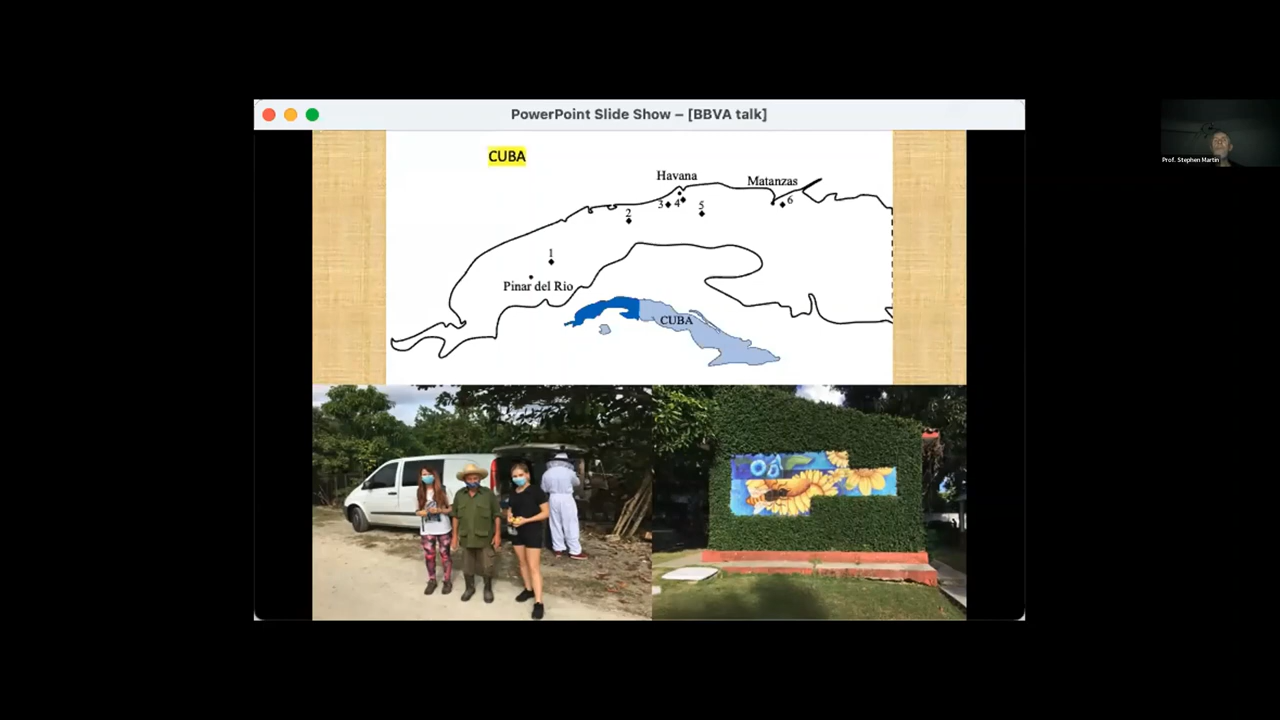 PowerPoint Slide Show – [BBVA talk]
CUBA
Havana
Matanzas
2
3
4
5
6
1
Pinar del Rio
CUBA
Prof. Stephen Martin